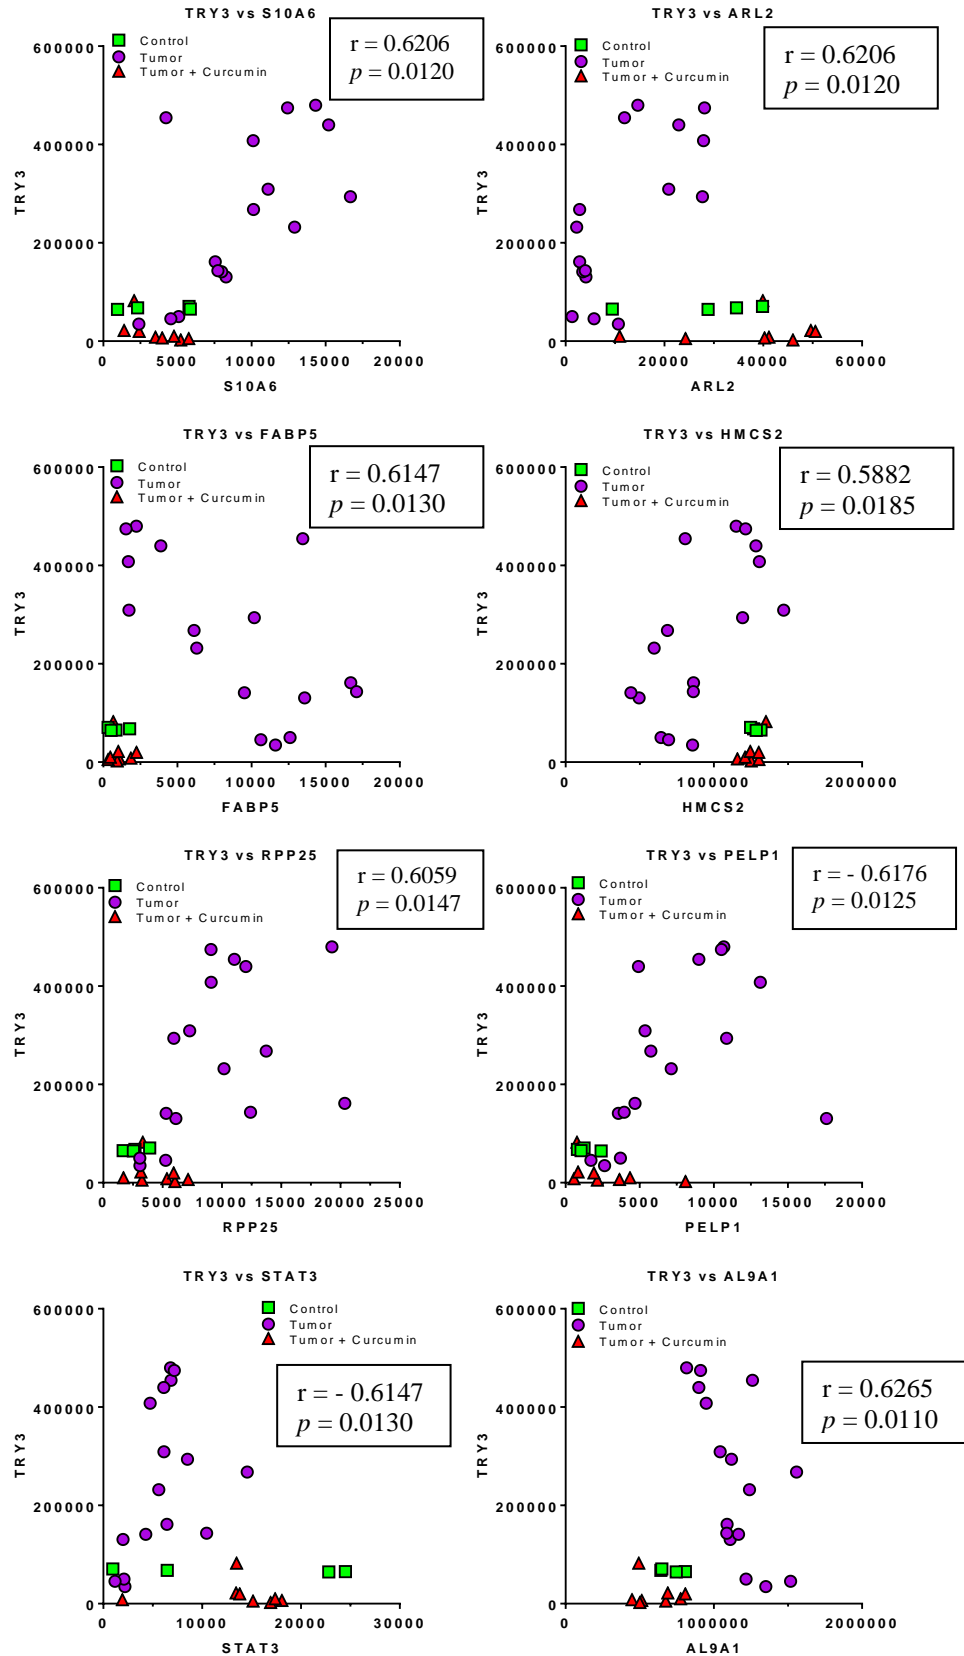 TRY3 vs S10A6
Control
Tumor
Tumor + Curcumin
r = 0.6206
p = 0.0120
600000
400000
200000
0
TRY3
0 5000 10000 15000 20000
S10A6
TRY3 vs ARL2
Control
Tumor
Tumor + Curcumin
r = 0.6206
p = 0.0120
600000
400000
200000
0
TRY3
0 20000 40000 60000
ARL2
TRY3 vs FABP5
Control
Tumor
Tumor + Curcumin
r = 0.6147
p = 0.0130
600000
400000
200000
0
TRY3
0 5000 10000 15000 20000
FABP5
TRY3 vs HMCS2
Control
Tumor
Tumor + Curcumin
r = 0.5882
p = 0.0185
600000
400000
200000
0
TRY3
0 1000000 2000000
HMCS2
TRY3 vs RPP25
Control
Tumor
Tumor + Curcumin
r = 0.6059
p = 0.0147
600000
400000
200000
0
TRY3
0 5000 10000 15000 20000 25000
RPP25
TRY3 vs PELP1
Control
Tumor
Tumor + Curcumin
r = - 0.6176
p = 0.0125
600000
400000
200000
0
TRY3
0 5000 10000 15000 20000
PELP1
TRY3 vs STAT3
Control
Tumor
Tumor + Curcumin
r = - 0.6147
p = 0.0130
600000
400000
200000
0
TRY3
0 10000 20000 30000
STAT3
TRY3 vs AL9A1
Control
Tumor
Tumor + Curcumin
r = 0.6265
p = 0.0110
600000
400000
200000
0
TRY3
0 1000000 2000000
AL9A1